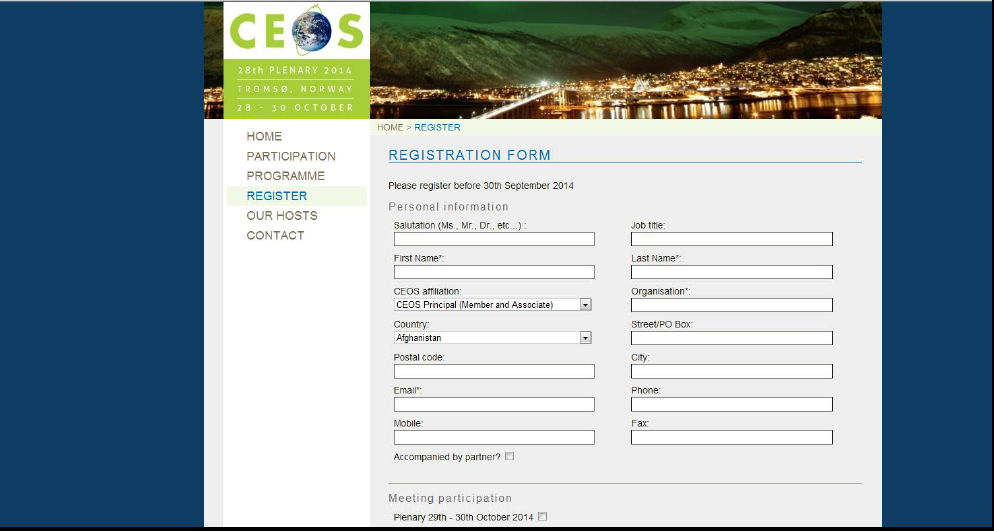 CEOS
28th PLENARY 2014
TROMSØ, NORWAY
28 - 30 OCTOBER
HOME
PARTICIPATION
PROGRAMME
REGISTER
OUR HOSTS
CONTACT
HOME > REGISTER
REGISTRATION FORM
Please register before 30th September 2014
Personal information
Salutation (Ms., Mr., Dr., etc...) :
Job title:
First Name*:
Last Name*:
CEOS affiliation:
Organisation*:
CEOS Principal (Member and Associate)
Country:
Street/PO Box:
Afghanistan
Postal code:
City:
Email*:
Phone:
Mobile:
Fax:
Accompanied by partner?
Meeting participation
Plenary 29th - 30th October 2014